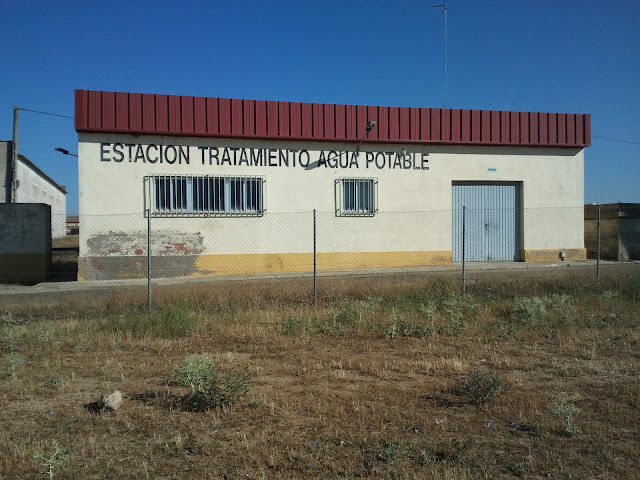 ESTACION TRATAMIENTO AGUA POTABLE